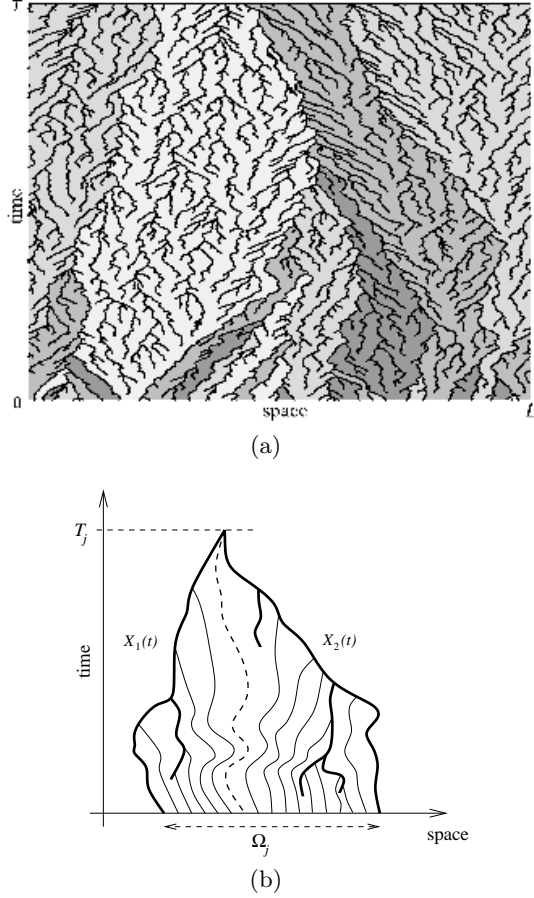 time
0
space
L
(a)
T_j
X_1(t)
X_2(t)
time
space
Ω_j
(b)